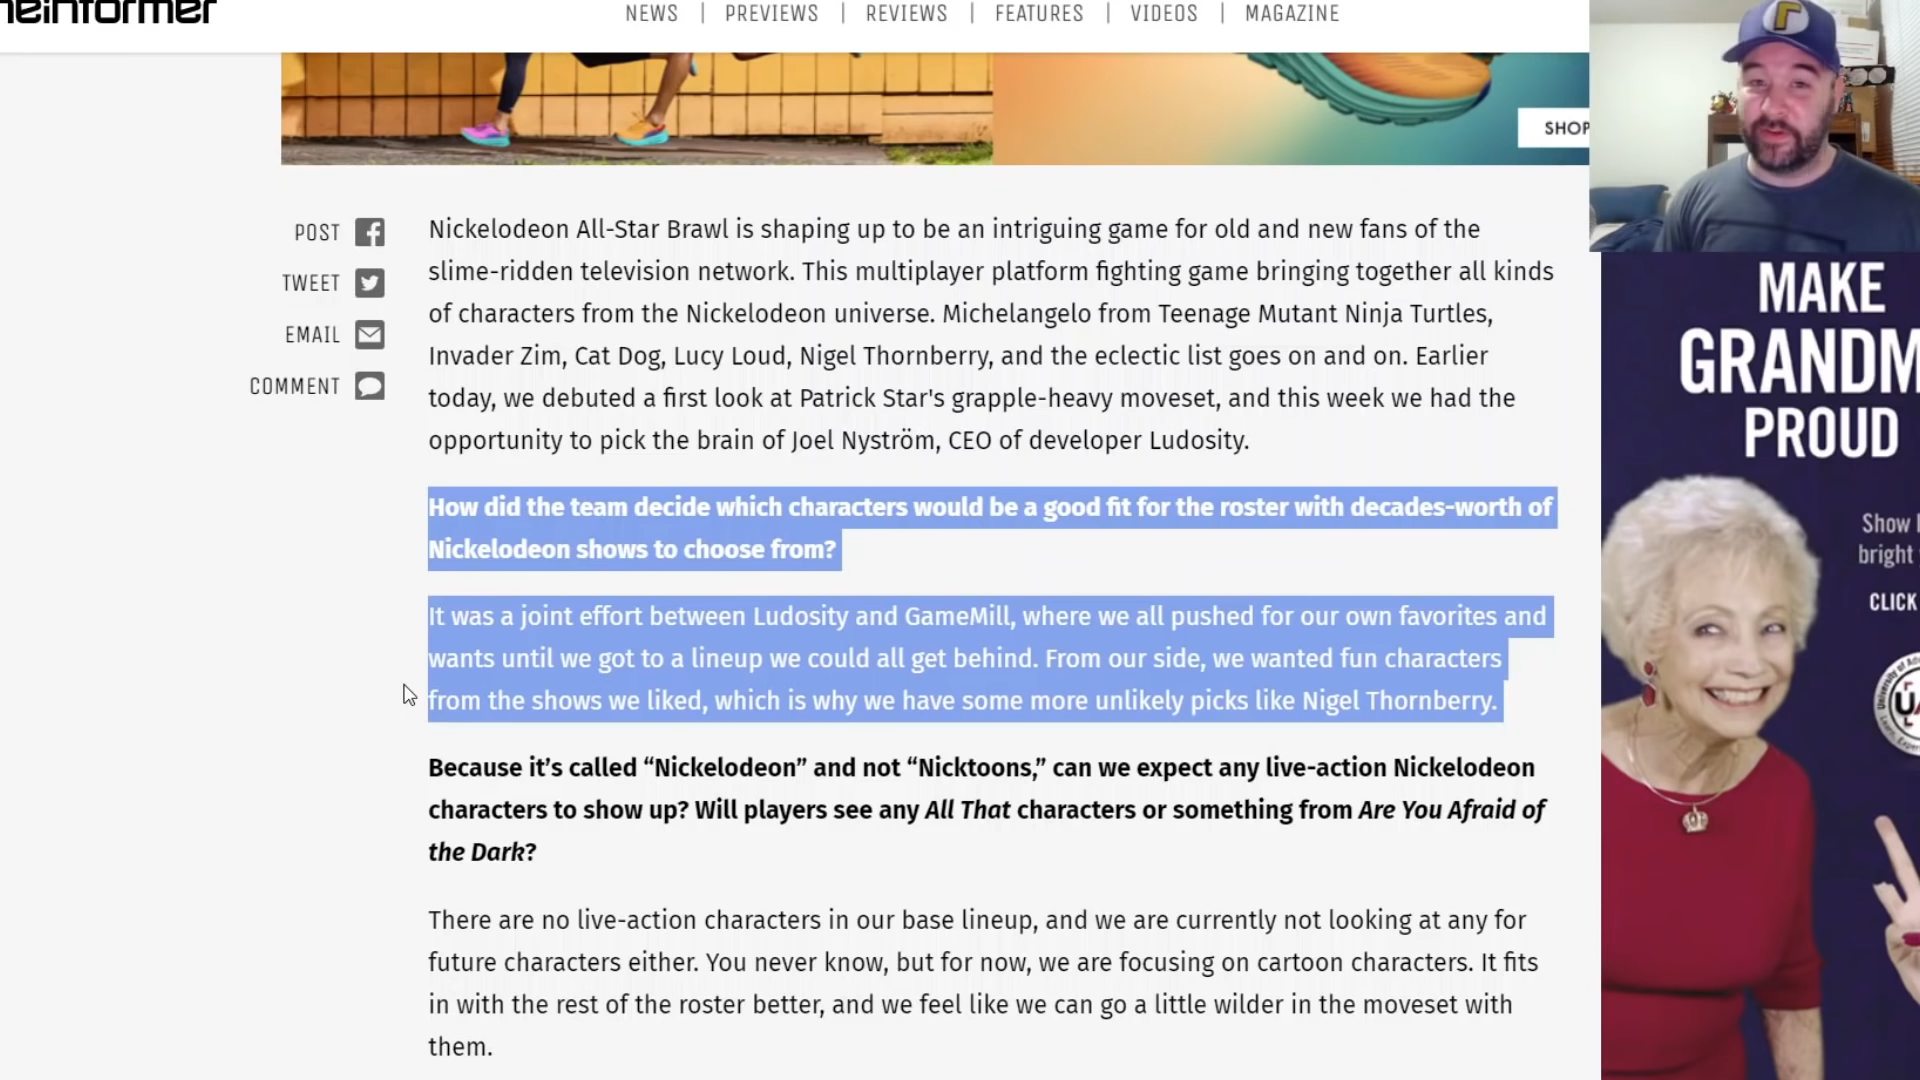 neinformer
NEWS | PREVIEWS | REVIEWS | FEATURES | VIDEOS | MAGAZINE
SHOP
POST
TWEET
EMAIL
COMMENT
Nickelodeon All-Star Brawl is shaping up to be an intriguing game for old and new fans of the
slime-ridden television network. This multiplayer platform fighting game bringing together all kinds
of characters from the Nickelodeon universe. Michelangelo from Teenage Mutant Ninja Turtles,
Invader Zim, Cat Dog, Lucy Loud, Nigel Thornberry, and the eclectic list goes on and on. Earlier
today, we debuted a first look at Patrick Star's grapple-heavy moveset, and this week we had the
opportunity to pick the brain of Joel Nyström, CEO of developer Ludosity.
How did the team decide which characters would be a good fit for the roster with decades-worth of
Nickelodeon shows to choose from?
It was a joint effort between Ludosity and GameMill, where we all pushed for our own favorites and
wants until we got to a lineup we could all get behind. From our side, we wanted fun characters
from the shows we liked, which is why we have some more unlikely picks like Nigel Thornberry.
Because it’s called “Nickelodeon” and not “Nicktoons,” can we expect any live-action Nickelodeon
characters to show up? Will players see any All That characters or something from Are You Afraid of
the Dark?
There are no live-action characters in our base lineup, and we are currently not looking at any for
future characters either. You never know, but for now, we are focusing on cartoon characters. It fits
in with the rest of the roster better, and we feel like we can go a little wilder in the moveset with
them.
MAKE
GRANDM
PROUD
Show
bright
CLICK